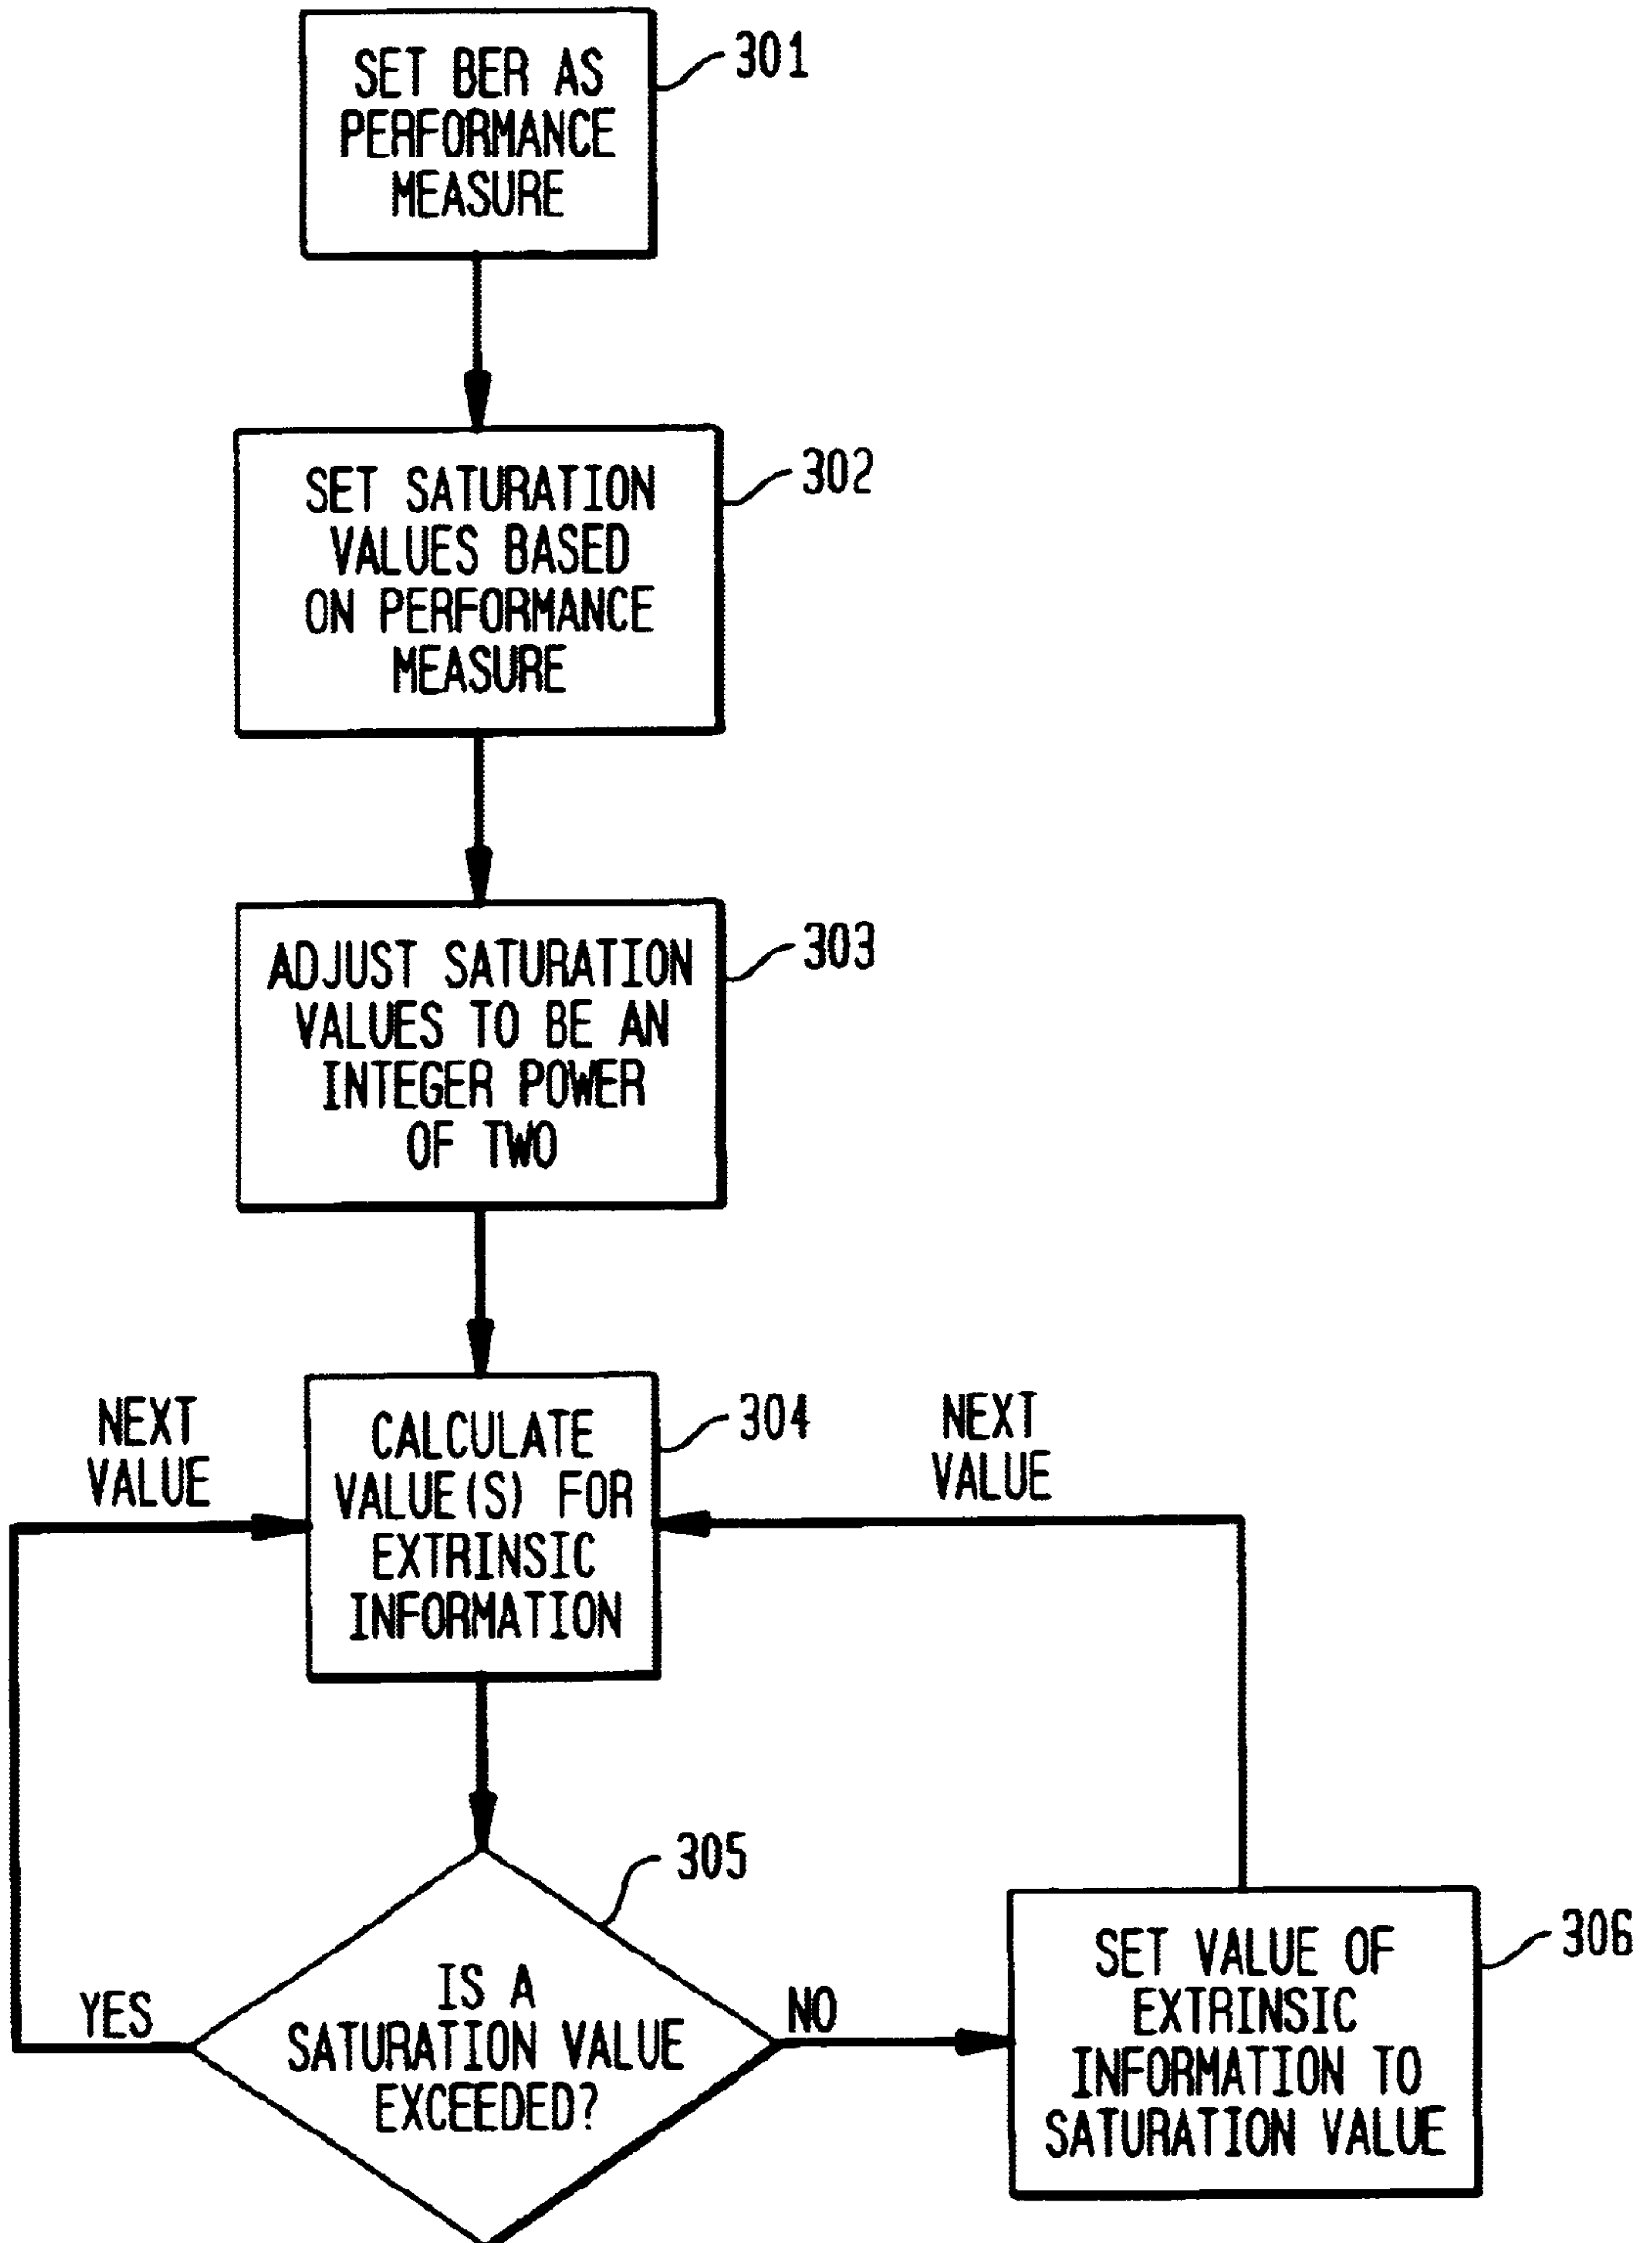 SET BER AS
PERFORMANCE
MEASURE
301
SET SATURATION
VALUES BASED
ON PERFORMANCE
MEASURE
302
ADJUST SATURATION
VALUES TO BE AN
INTEGER POWER
OF TWO
303
NEXT
VALUE
CALCULATE
VALUE(S) FOR
EXTRINSIC
INFORMATION
304
NEXT
VALUE
305
YES
IS A
SATURATION VALUE
EXCEEDED?
NO
SET VALUE OF
EXTRINSIC
INFORMATION TO
SATURATION VALUE
306